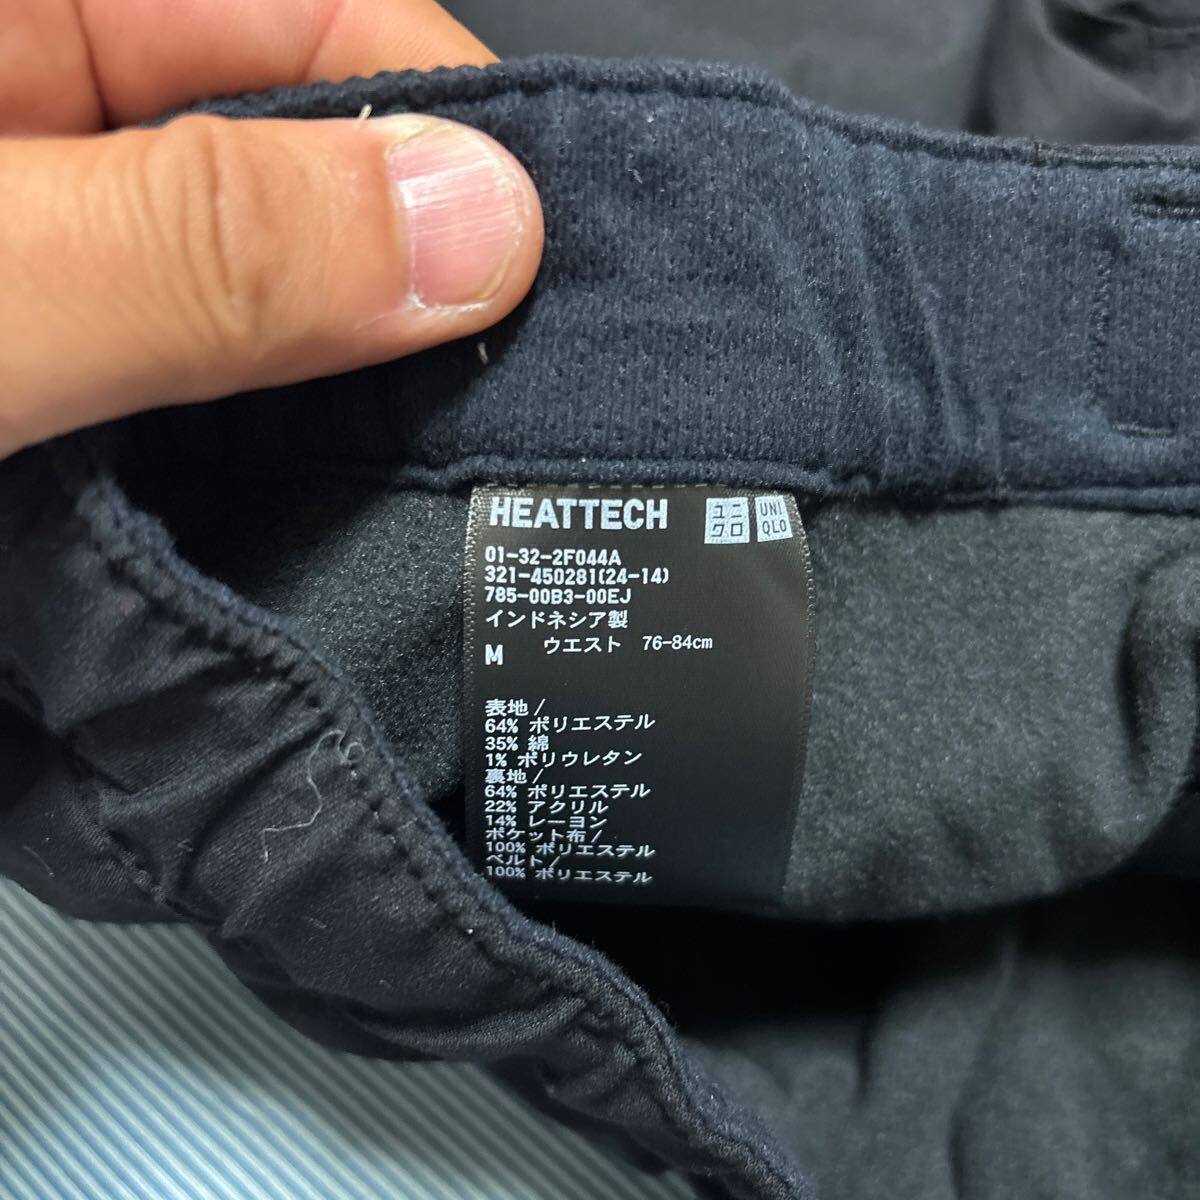 HEATTECH
ユニ
クロ
UNI
QLO
01-32-2F044A
321-450281(24-14)
785-00B3-00EJ
インドネシア製
M ウエスト 76-84cm
表地/
64% ポリエステル
35% 綿
1% ポリウレタン
裏地/
64% ポリエステル
22% アクリル
14% レーヨン
ポケット布/
100% ポリエステル
ベルト/
100% ポリエステル